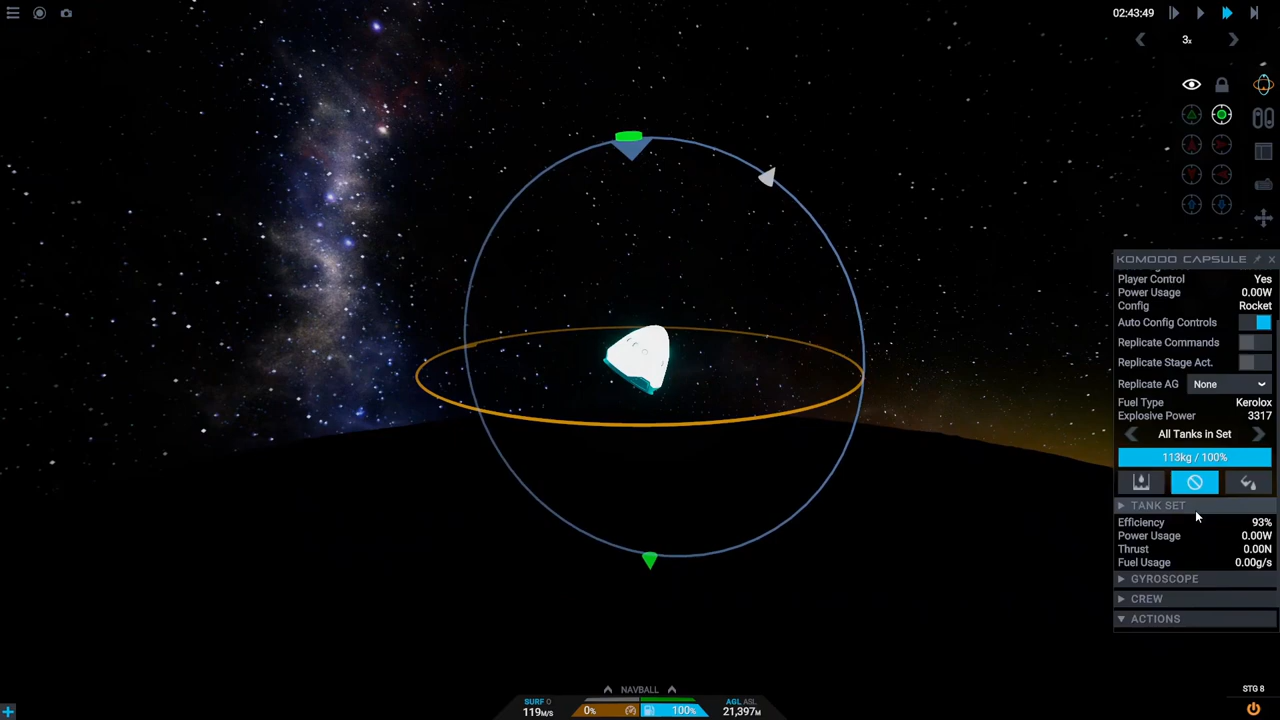 02:43:49
3x
KOMODO CAPSULE
Player Control Yes
Power Usage 0.00W
Config Rocket
Auto Config Controls
Replicate Commands
Replicate Stage Act.
Replicate AG None
Fuel Type Kerolox
Explosive Power 3317
All Tanks in Set
113kg / 100%
TANK SET
Efficiency 93%
Power Usage 0.00W
Thrust 0.00N
Fuel Usage 0.00g/s
GYROSCOPE
CREW
ACTIONS
NAVBALL
STG 8
SURF O
119M/S
0%
100%
AGL ASL
21,397M